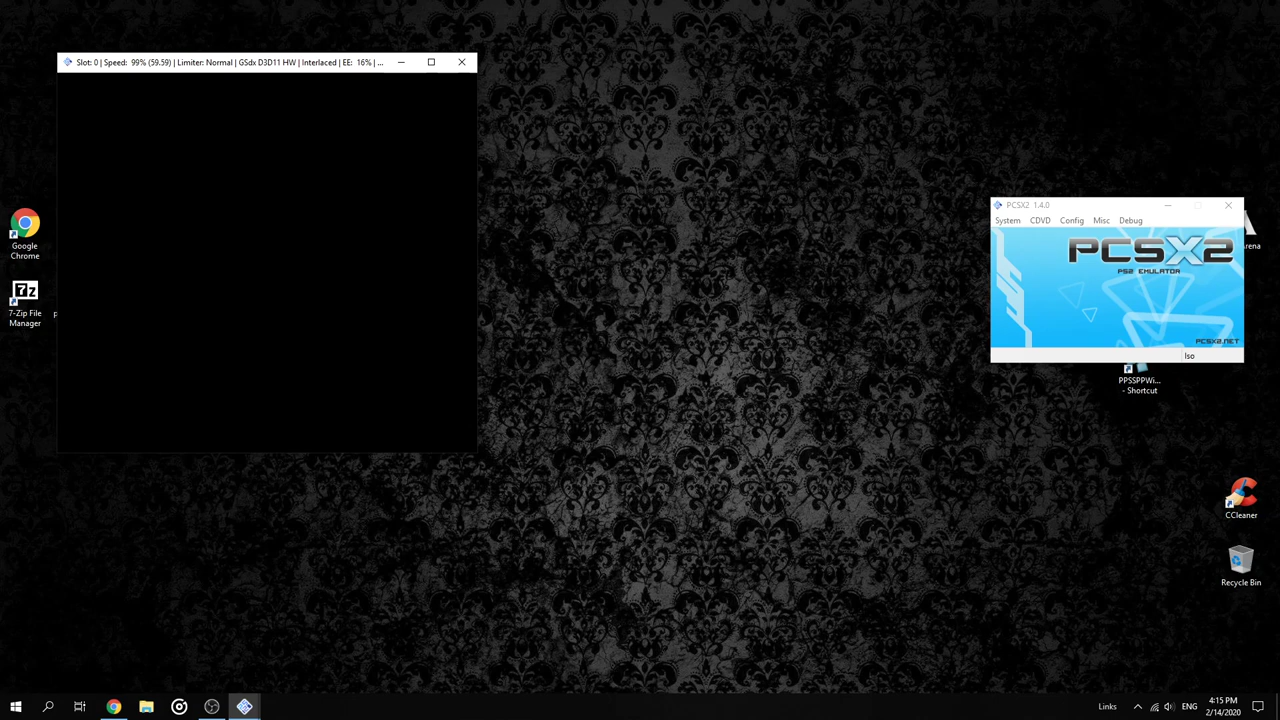 Slot: 0 | Speed: 99% (59.59) | Limiter: Normal | GSdx D3D11 HW | Interlaced | EE: 16% | ...
PCSX2 1.4.0
System CDVD Config Misc Debug
PCSX2
PS2 EMULATOR
PCSX2.NET
Iso
Google
Chrome
7-Zip File
Manager
p
rena
PPSSPPWi...
- Shortcut
CCleaner
Recycle Bin
Links
ENG
4:15 PM
2/14/2020